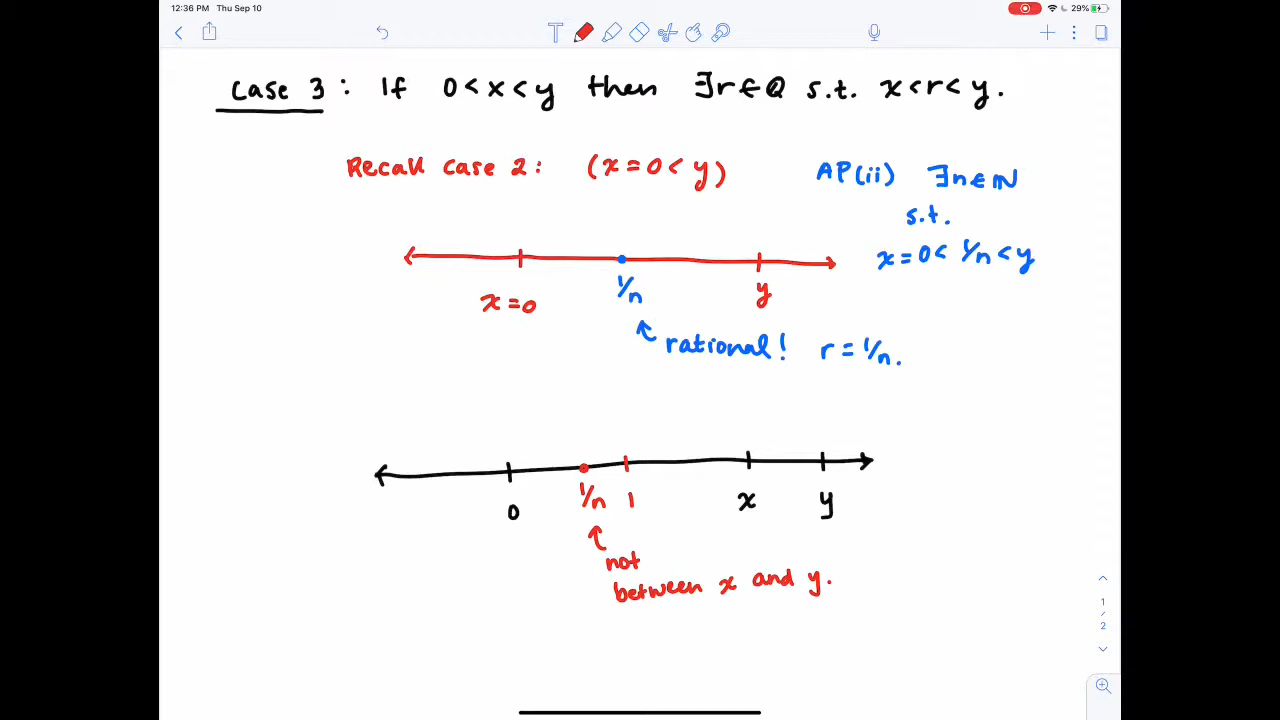 12:36 PM Thu Sep 10
29%
Case 3: If 0 < x < y then ∃r∈Q s.t. x < r < y.
Recall case 2: (x = 0 < y)
AP(ii) ∃n∈ℕ
s.t.
x = 0 < 1/n < y
1/n
x = 0
y
rational! r = 1/n.
0
1/n
1
x
y
not
between x and y.
1
/
2